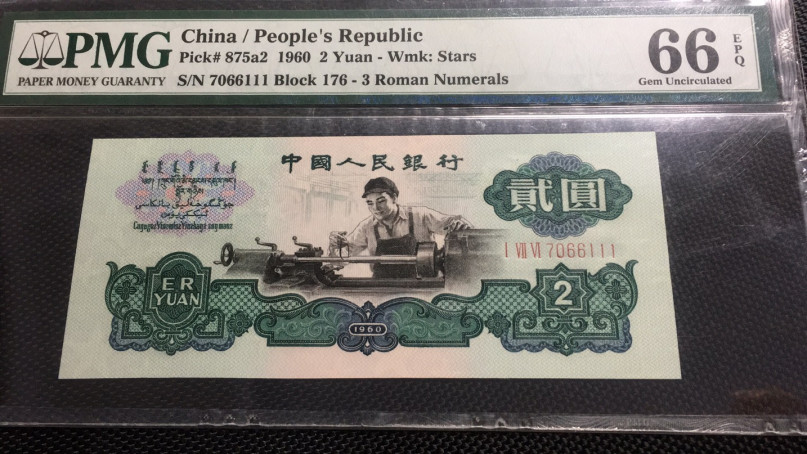 PMG
PAPER MONEY GUARANTY
China / People's Republic
Pick# 875a2 1960 2 Yuan - Wmk: Stars
S/N 7066111 Block 176 - 3 Roman Numerals
66 EPQ
Gem Uncirculated
中國人民銀行
貳圓
I VII VI 7066111
ER
YUAN
1960
2